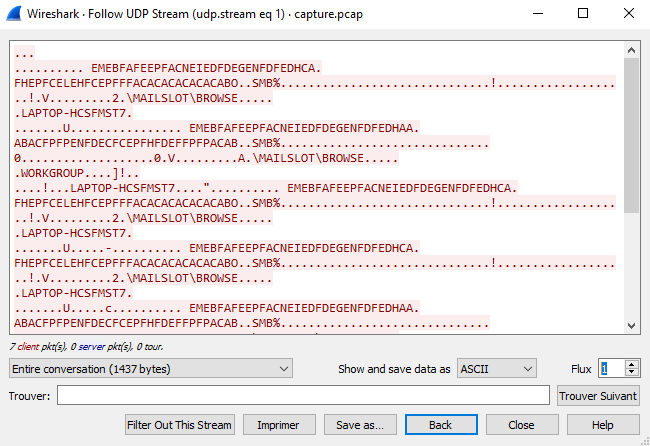 Wireshark · Follow UDP Stream (udp.stream eq 1) · capture.pcap
...
.......... EMEBFAFEEPFACNEIEDFDEGENFDFEDHCA.
FHEPFCELEHFCEPFFFACACACACACACABO..SMB%..............................!.................
..!.V.........2.\MAILSLOT\BROWSE.....
.LAPTOP-HCSFMST7.
.......U................ EMEBFAFEEPFACNEIEDFDEGENFDFEDHAA.
ABACFPFPENFDECFCEPFHFDEFFPFPACAB..SMB%..............................
0...................0.V.........A.\MAILSLOT\BROWSE.....
.WORKGROUP....]!..
....!...LAPTOP-HCSFMST7....".......... EMEBFAFEEPFACNEIEDFDEGENFDFEDHCA.
FHEPFCELEHFCEPFFFACACACACACACABO..SMB%..............................!.................
..!.V.........2.\MAILSLOT\BROWSE.....
.LAPTOP-HCSFMST7.
.......U.....-.......... EMEBFAFEEPFACNEIEDFDEGENFDFEDHCA.
FHEPFCELEHFCEPFFFACACACACACACABO..SMB%..............................!.................
..!.V.........2.\MAILSLOT\BROWSE.....
.LAPTOP-HCSFMST7.
.......U.....c.......... EMEBFAFEEPFACNEIEDFDEGENFDFEDHAA.
ABACFPFPENFDECFCEPFHFDEFFPFPACAB..SMB%..............................
7 client pkt(s), 0 server pkt(s), 0 tour.
Entire conversation (1437 bytes) Show and save data as ASCII Flux 1
Trouver: Trouver Suivant
Filter Out This Stream Imprimer Save as... Back Close Help